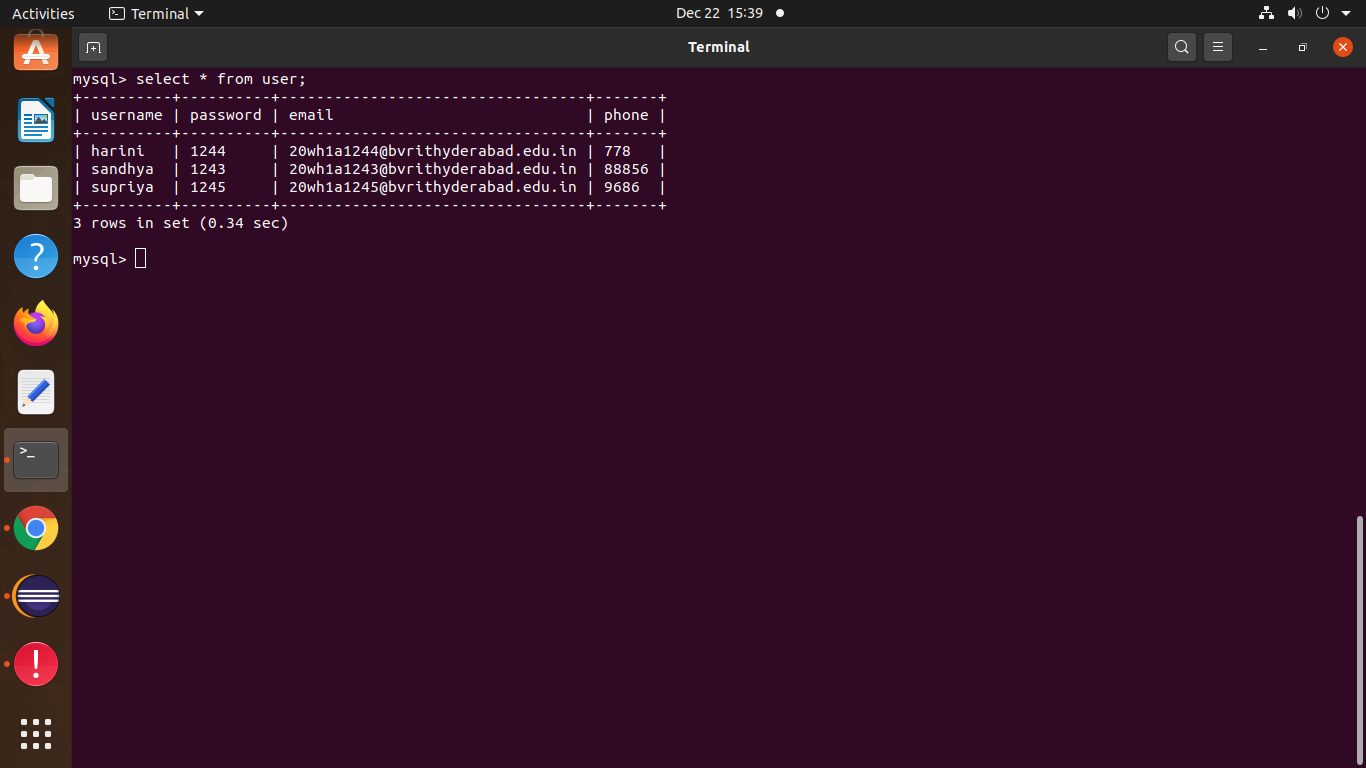 Activities Terminal Dec 22 15:39
Terminal
mysql> select * from user;
+----------+----------+----------------------------------+-------+
| username | password | email                            | phone |
+----------+----------+----------------------------------+-------+
| harini   | 1244     | 20wh1a1244@bvrithyderabad.edu.in | 778   |
| sandhya  | 1243     | 20wh1a1243@bvrithyderabad.edu.in | 88856 |
| supriya  | 1245     | 20wh1a1245@bvrithyderabad.edu.in | 9686  |
+----------+----------+----------------------------------+-------+
3 rows in set (0.34 sec)
mysql>